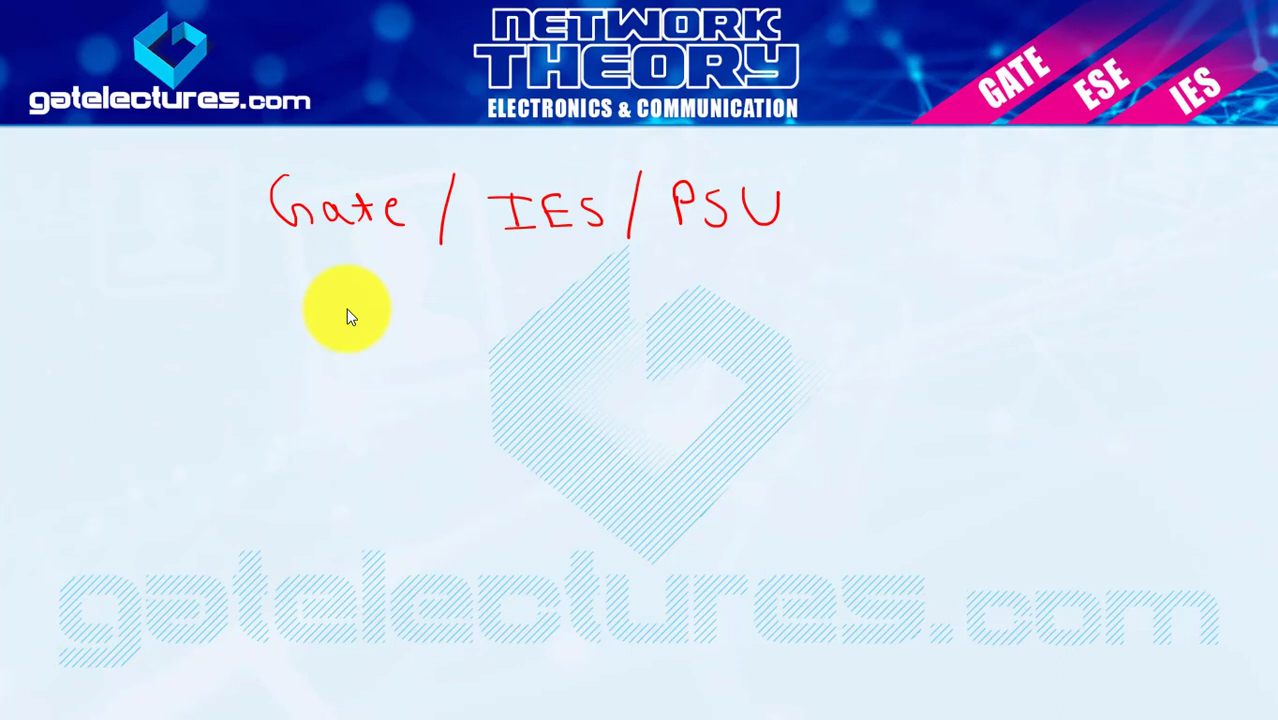 gatelectures.com
NETWORK
THEORY
ELECTRONICS & COMMUNICATION
GATE
ESE
IES
Gate / IES / PSU
gatelectures.com